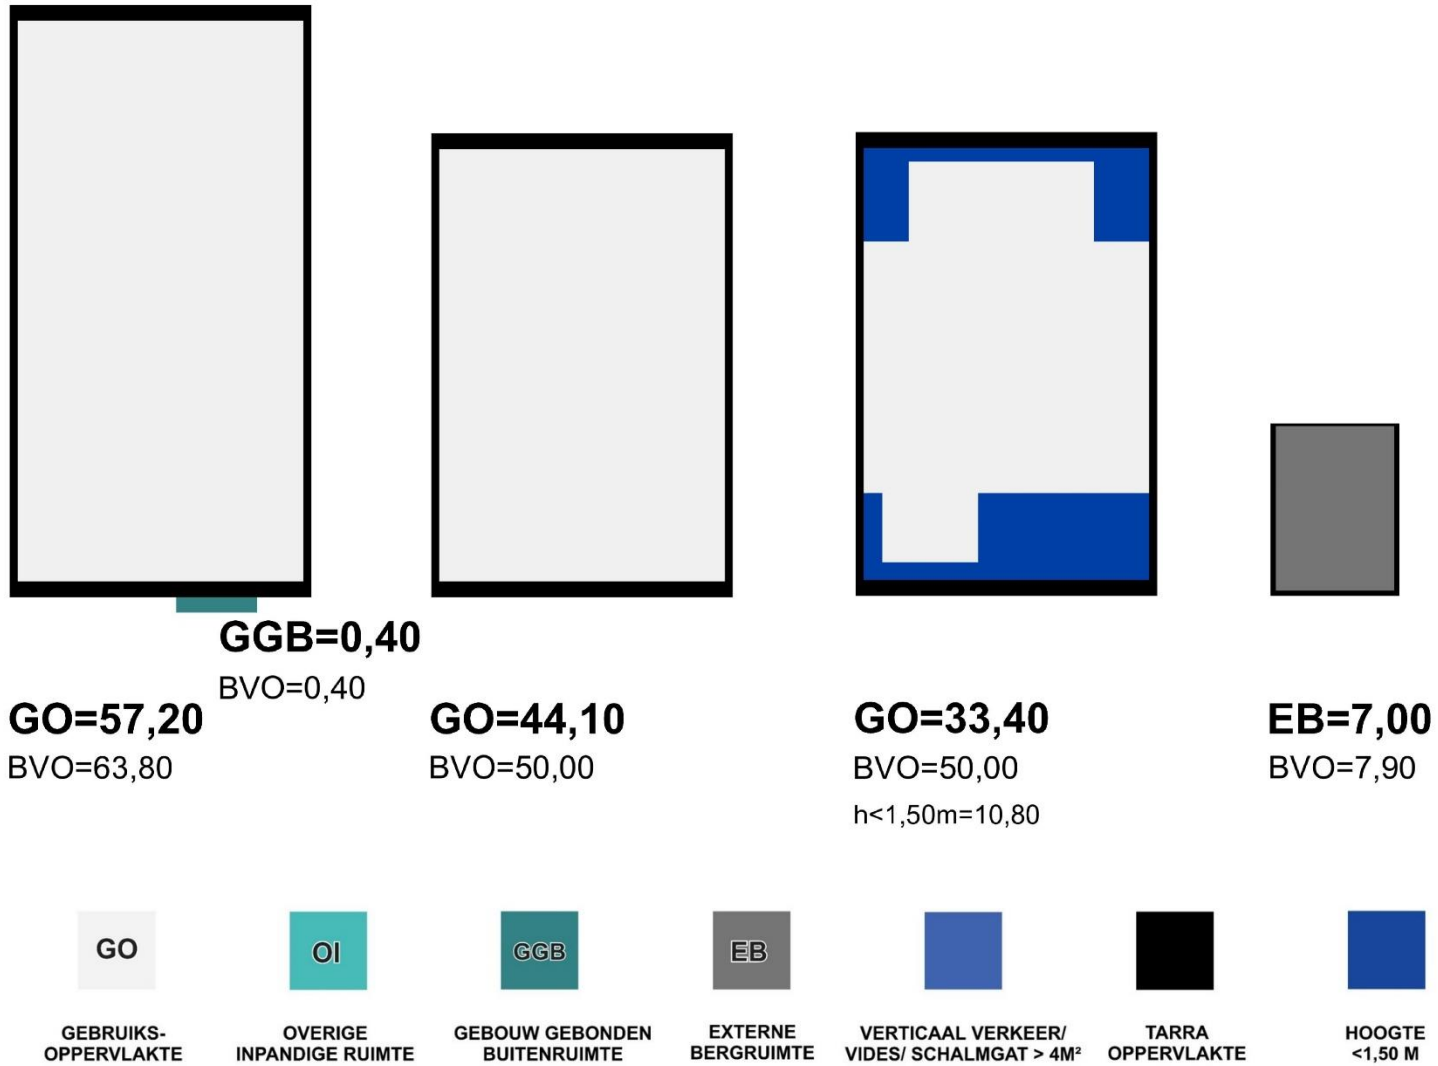 GGB=0,40
BVO=0,40
GO=57,20
BVO=63,80
GO=44,10
BVO=50,00
GO=33,40
BVO=50,00
h<1,50m=10,80
EB=7,00
BVO=7,90
GO
GEBRUIKS-
OPPERVLAKTE
OI
OVERIGE
INPANDIGE RUIMTE
GGB
GEBOUW GEBONDEN
BUITENRUIMTE
EB
EXTERNE
BERGRUIMTE
VERTICAAL VERKEER/
VIDES/ SCHALMGAT > 4M²
TARRA
OPPERVLAKTE
HOOGTE
<1,50 M